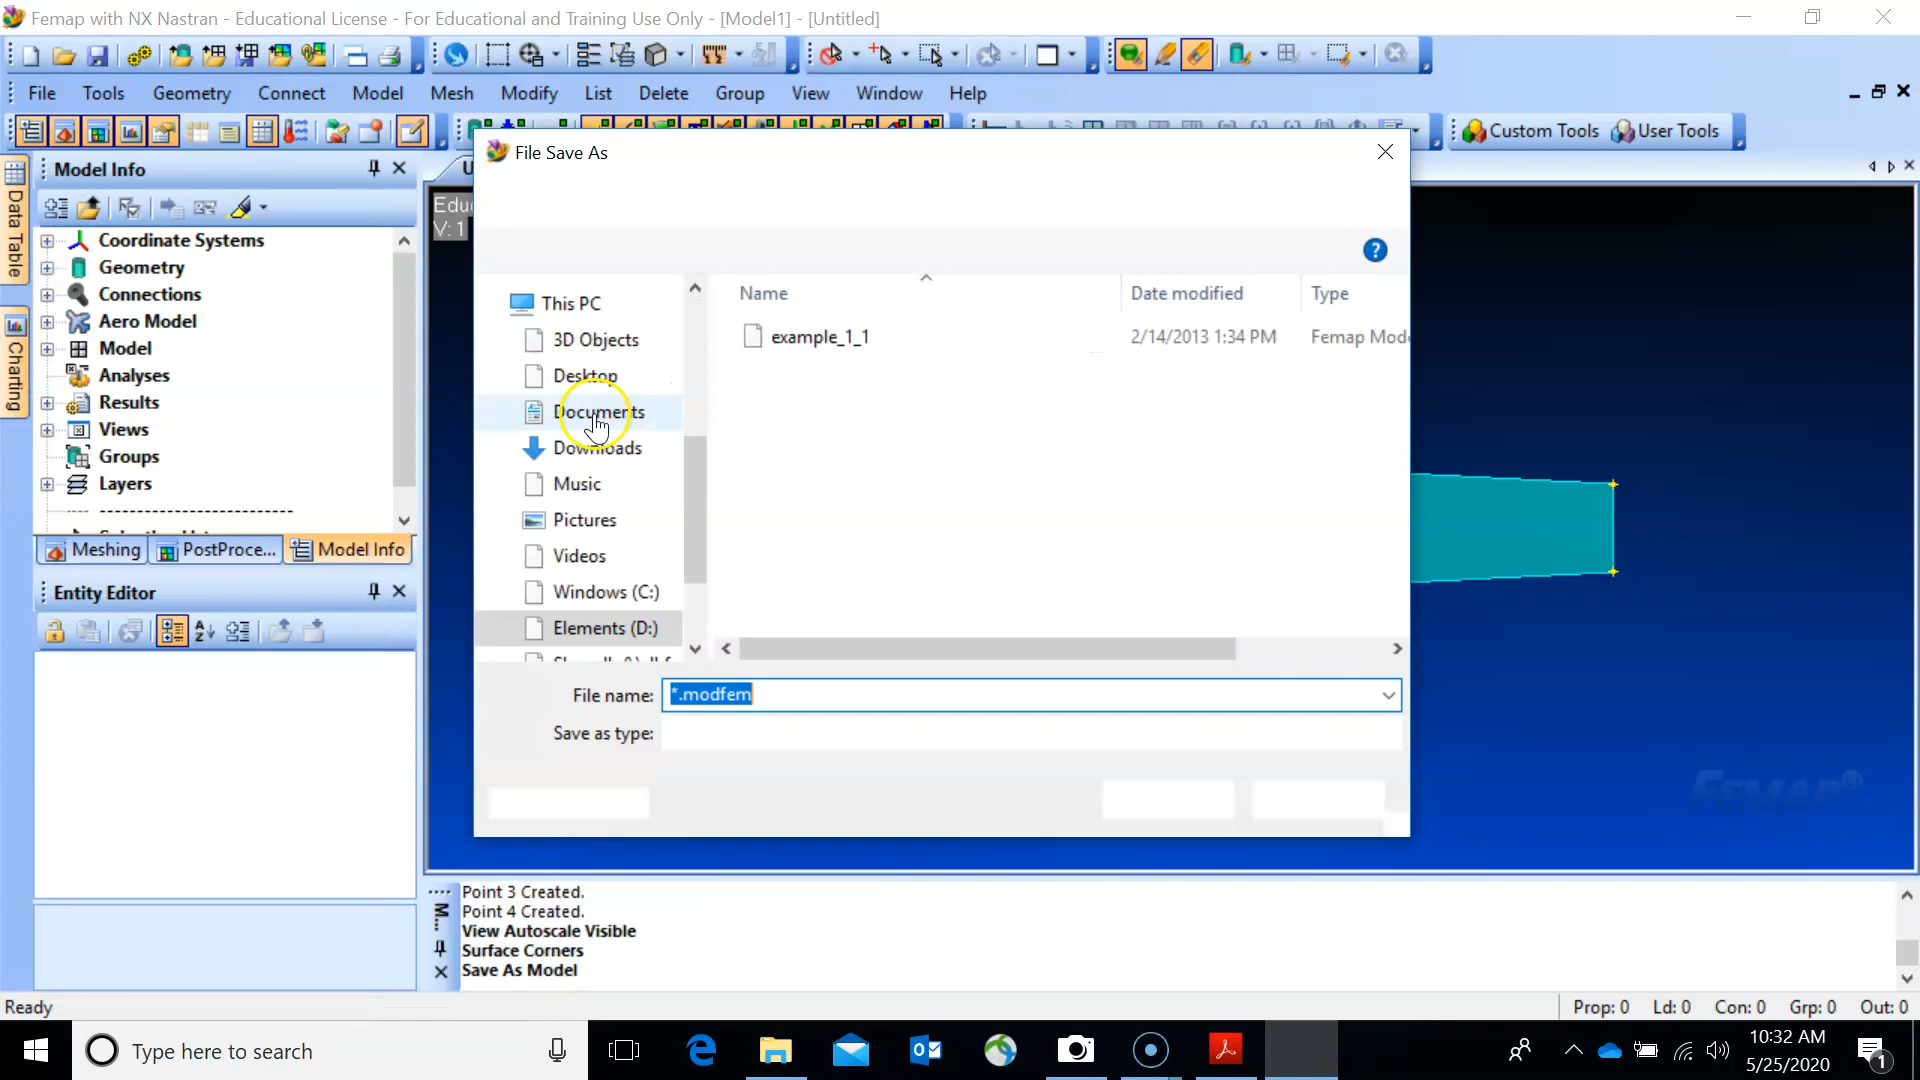 Femap with NX Nastran - Educational License - For Educational and Training Use Only - [Model1] - [Untitled]
File Tools Geometry Connect Model Mesh Modify List Delete Group View Window Help
Custom Tools User Tools
Data Table
Charting
Model Info
Coordinate Systems
Geometry
Connections
Aero Model
Model
Analyses
Results
Views
Groups
Layers
Meshing PostProce... Model Info
Entity Editor
V: 1
File Save As
This PC
3D Objects
Desktop
Documents
Downloads
Music
Pictures
Videos
Windows (C:)
Elements (D:)
Name Date modified Type
example_1_1 2/14/2013 1:34 PM Femap Mode
File name: *.modfem
Save as type:
FEMAP
M...
Point 3 Created.
Point 4 Created.
View Autoscale Visible
Surface Corners
Save As Model
Ready
Prop: 0 Ld: 0 Con: 0 Grp: 0 Out: 0
Type here to search
10:32 AM
5/25/2020
1